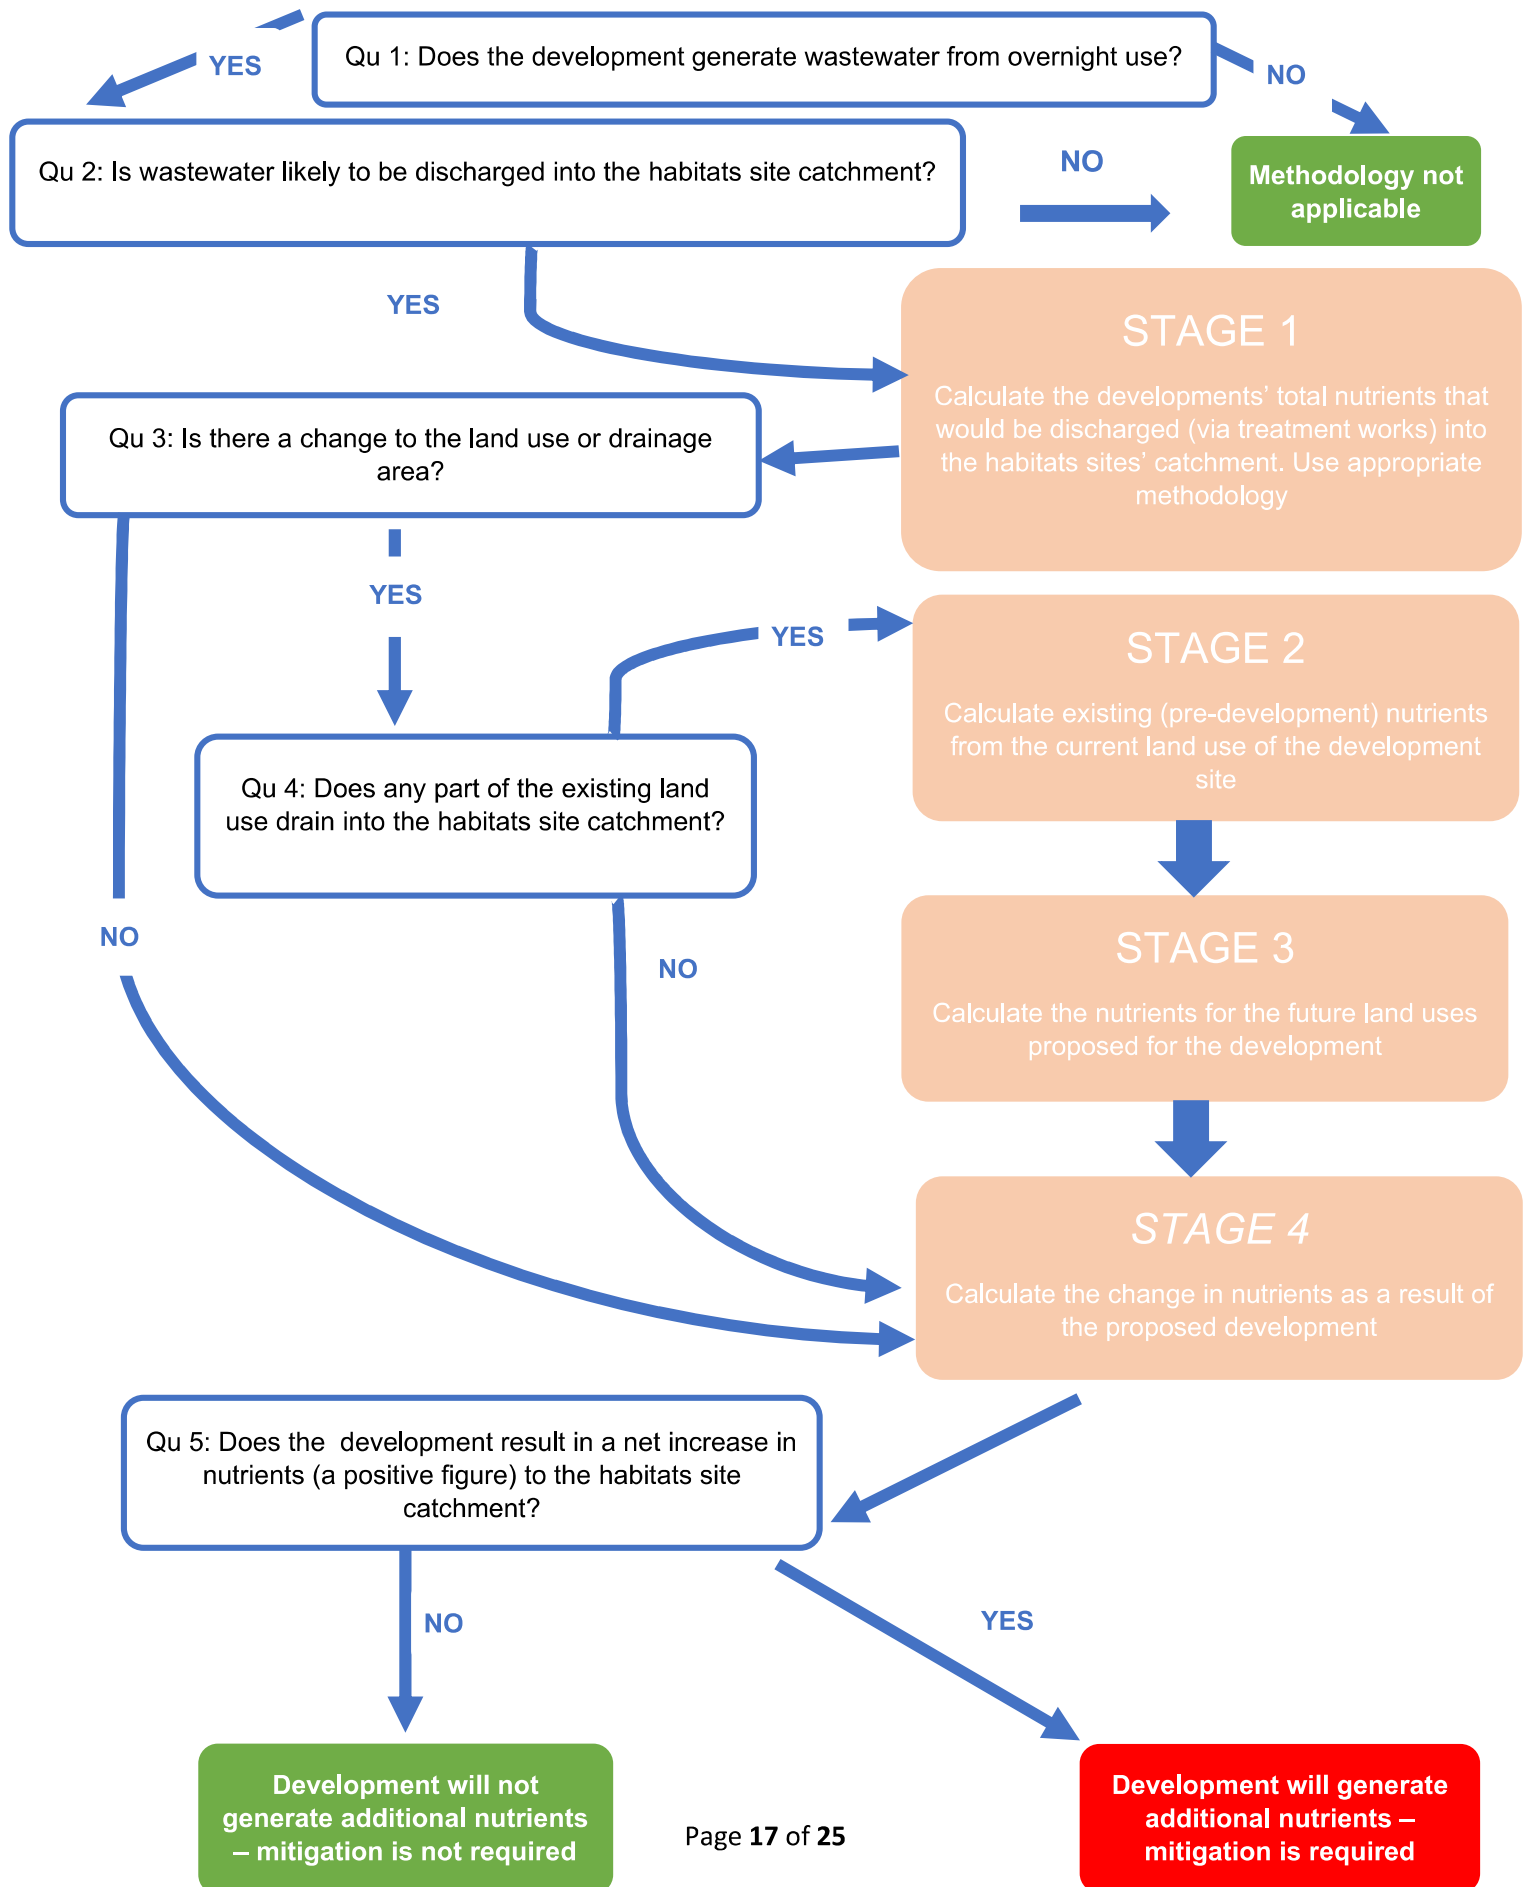 Qu 1: Does the development generate wastewater from overnight use?
YES
NO
Qu 2: Is wastewater likely to be discharged into the habitats site catchment?
NO
Methodology not
applicable
YES
STAGE 1
Calculate the developments’ total nutrients that
would be discharged (via treatment works) into
the habitats sites’ catchment. Use appropriate
methodology
Qu 3: Is there a change to the land use or drainage
area?
YES
YES
STAGE 2
Calculate existing (pre-development) nutrients
from the current land use of the development
site
Qu 4: Does any part of the existing land
use drain into the habitats site catchment?
NO
NO
STAGE 3
Calculate the nutrients for the future land uses
proposed for the development
STAGE 4
Calculate the change in nutrients as a result of
the proposed development
Qu 5: Does the  development result in a net increase in
nutrients (a positive figure) to the habitats site
catchment?
NO
YES
Development will not
generate additional nutrients
– mitigation is not required
Page 17 of 25
Development will generate
additional nutrients –
mitigation is required